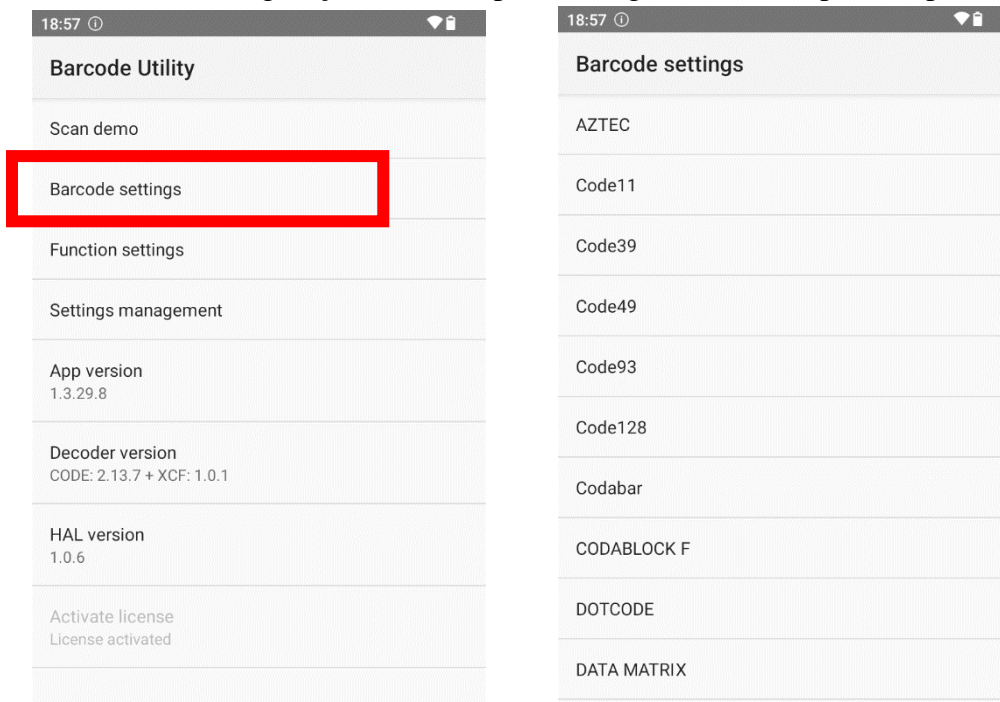 18:57
Barcode Utility
Scan demo
Barcode settings
Function settings
Settings management
App version
1.3.29.8
Decoder version
CODE: 2.13.7 + XCF: 1.0.1
HAL version
1.0.6
Activate license
License activated
18:57
Barcode settings
AZTEC
Code11
Code39
Code49
Code93
Code128
Codabar
CODABLOCK F
DOTCODE
DATA MATRIX